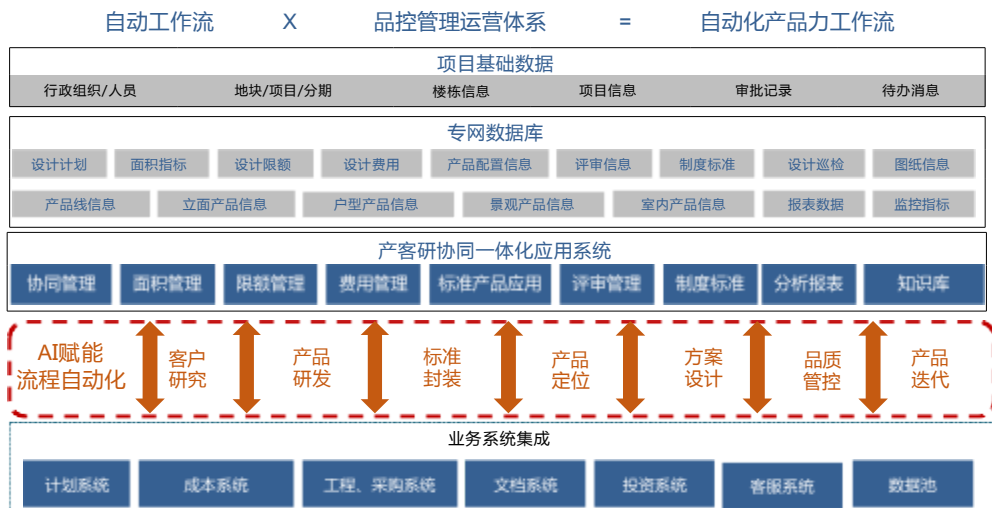 自动工作流 X 品控管理运营体系 = 自动化产品力工作流
项目基础数据
行政组织/人员 地块/项目/分期 楼栋信息 项目信息 审批记录 待办消息
专网数据库
设计计划 面积指标 设计限额 设计费用 产品配置信息 评审信息 制度标准 设计巡检 图纸信息
产品线信息 立面产品信息 户型产品信息 景观产品信息 室内产品信息 报表数据 监控指标
产客研协同一体化应用系统
协同管理 面积管理 限额管理 费用管理 标准产品应用 评审管理 制度标准 分析报表 知识库
AI赋能
流程自动化
客户
研究
产品
研发
标准
封装
产品
定位
方案
设计
品质
管控
产品
迭代
业务系统集成
计划系统 成本系统 工程、采购系统 文档系统 投资系统 客服系统 数据池